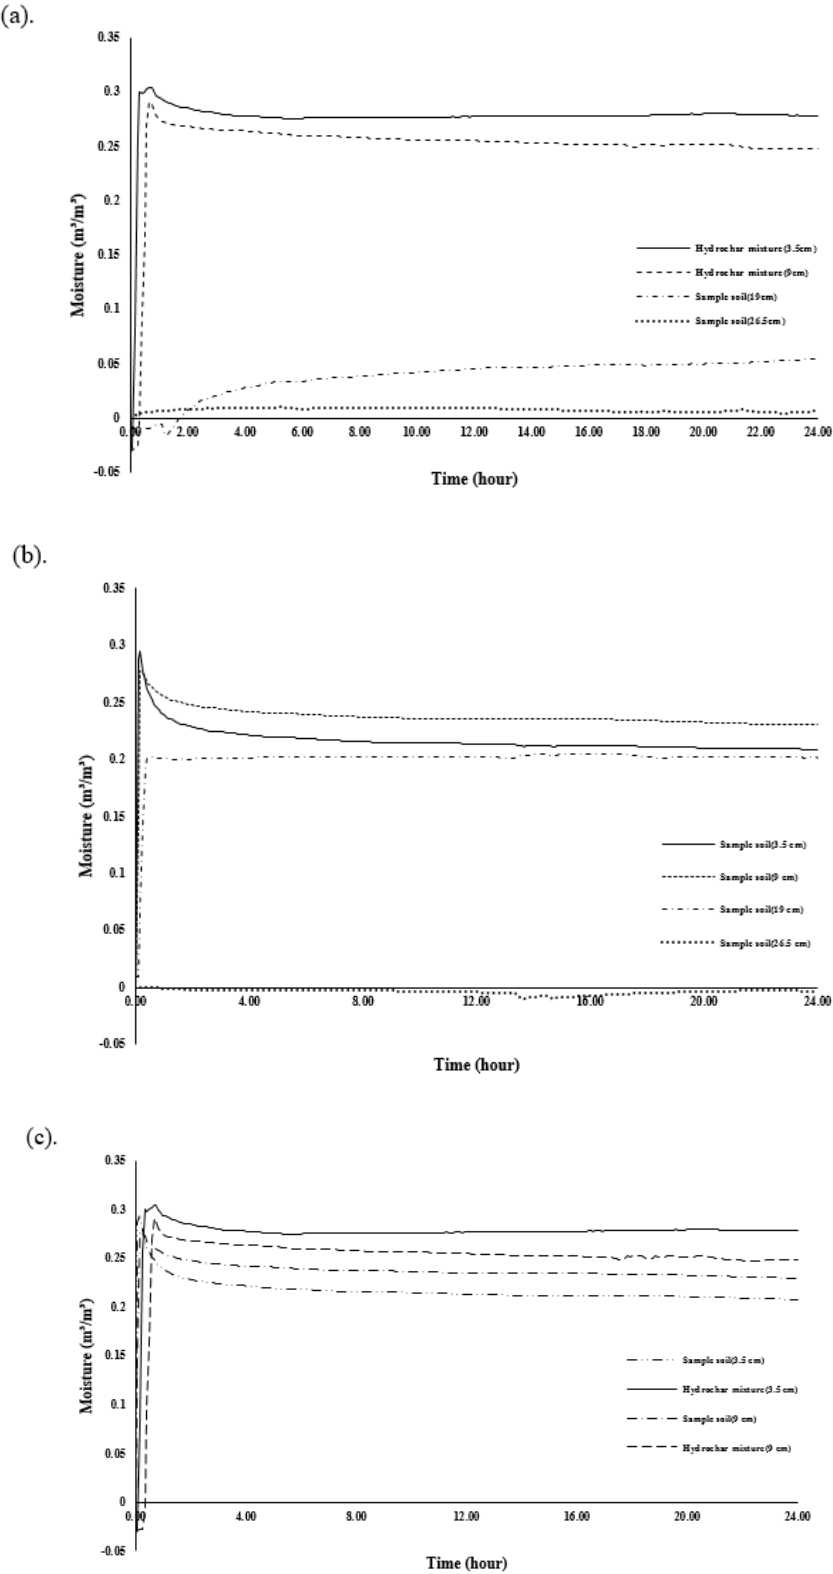 (a).
0.35
0.3
0.25
0.2
0.15
0.1
0.05
0
-0.05
Moisture (m³/m³)
Hydrochar mixture(3.5cm)
Hydrochar mixture(9cm)
Sample soil(19cm)
Sample soil(26.5cm)
0.00 2.00 4.00 6.00 8.00 10.00 12.00 14.00 16.00 18.00 20.00 22.00 24.00
Time (hour)
(b).
0.35
0.3
0.25
0.2
0.15
0.1
0.05
0
-0.05
Moisture (m³/m³)
Sample soil(3.5 cm)
Sample soil(9 cm)
Sample soil(19 cm)
Sample soil(26.5 cm)
0.00 4.00 8.00 12.00 16.00 20.00 24.00
Time (hour)
(c).
0.35
0.3
0.25
0.2
0.15
0.1
0.05
0
-0.05
Moisture (m³/m³)
Sample soil(3.5 cm)
Hydrochar mixture(3.5 cm)
Sample soil(9 cm)
Hydrochar mixture(9 cm)
0.00 4.00 8.00 12.00 16.00 20.00 24.00
Time (hour)